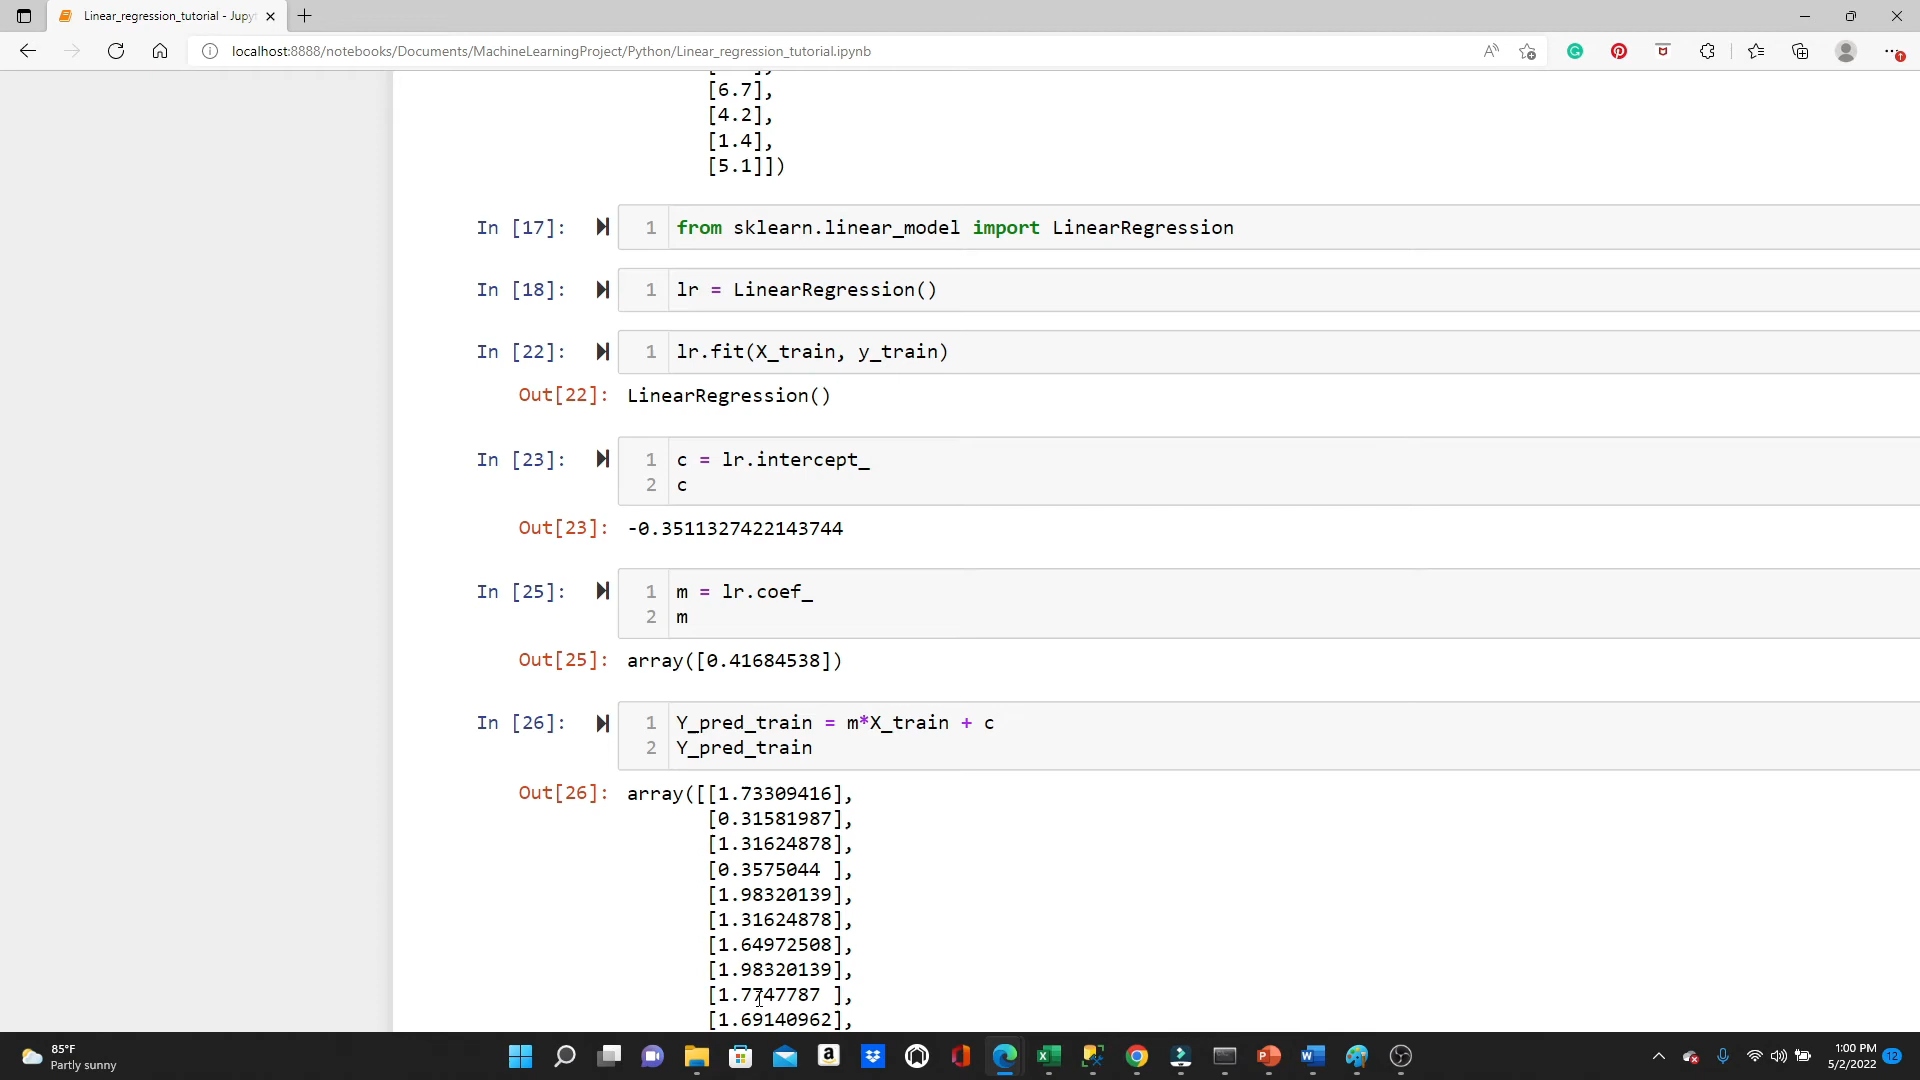 Linear_regression_tutorial - Jupy
localhost:8888/notebooks/Documents/MachineLearningProject/Python/Linear_regression_tutorial.ipynb
[6.7],
[4.2],
[1.4],
[5.1]])
In [17]: 1 from sklearn.linear_model import LinearRegression
In [18]: 1 lr = LinearRegression()
In [22]: 1 lr.fit(X_train, y_train)
Out[22]: LinearRegression()
In [23]: 1 c = lr.intercept_
2 c
Out[23]: -0.3511327422143744
In [25]: 1 m = lr.coef_
2 m
Out[25]: array([0.41684538])
In [26]: 1 Y_pred_train = m*X_train + c
2 Y_pred_train
Out[26]: array([[1.73309416],
[0.31581987],
[1.31624878],
[0.3575044 ],
[1.98320139],
[1.31624878],
[1.64972508],
[1.98320139],
[1.7747787 ],
[1.69140962],
85°F
Partly sunny
1:00 PM
5/2/2022
12